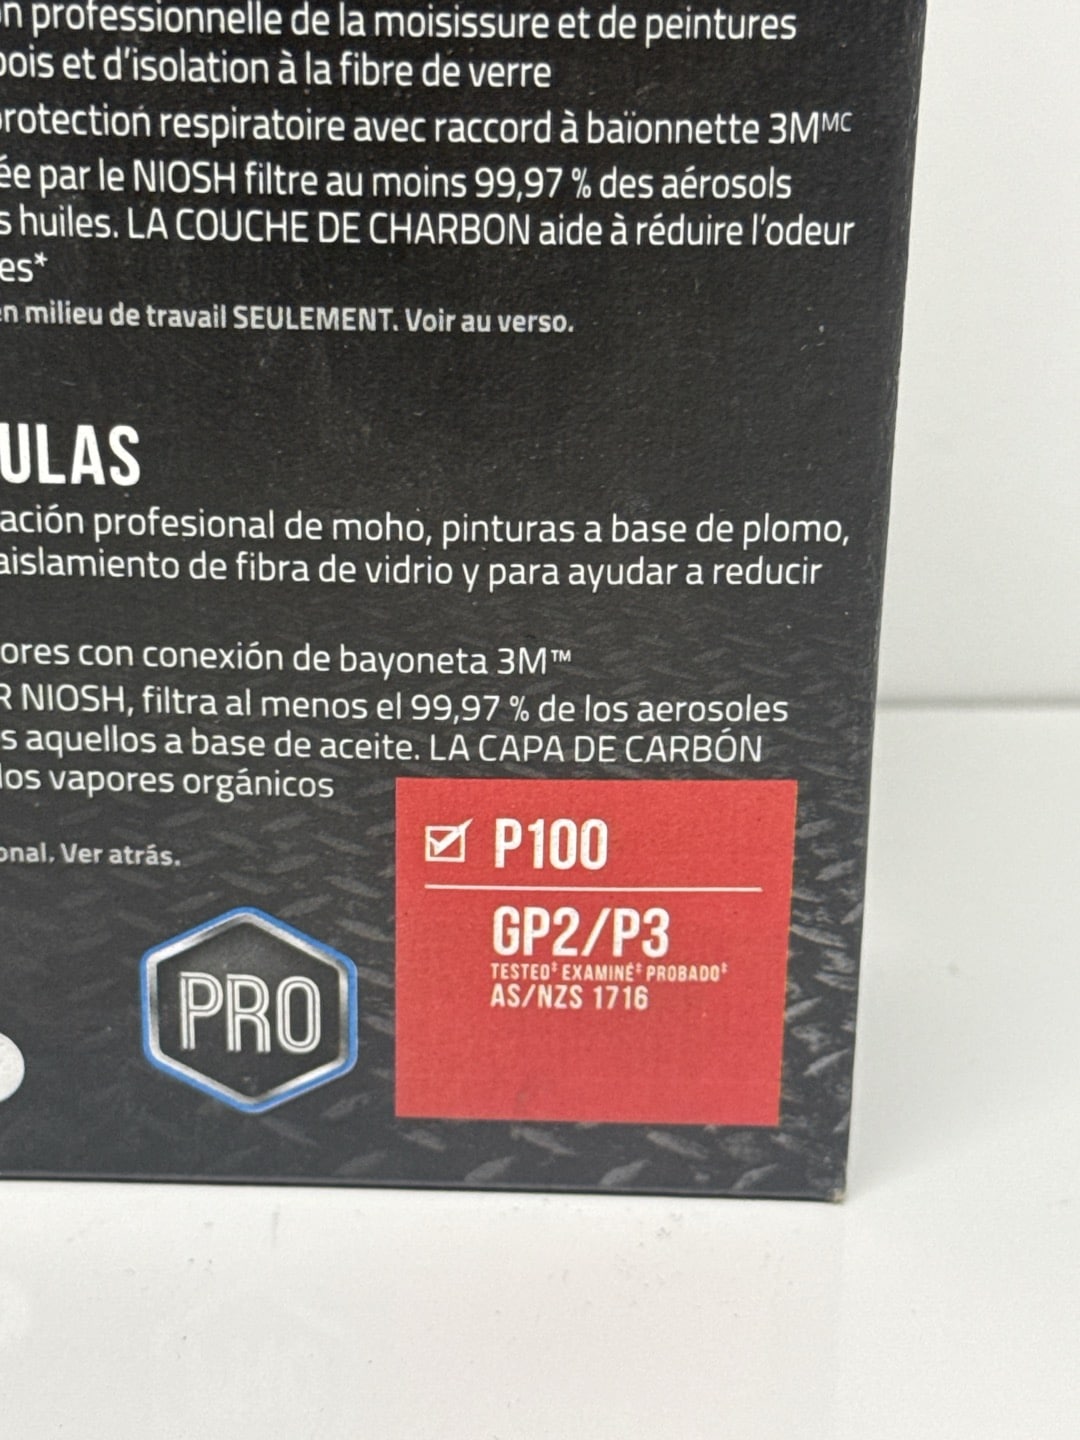 professionnelle de la moisissure et de peintures
et d'isolation à la fibre de verre
respiratoire avec raccord à baïonnette 3MMC
par le NIOSH filtre au moins 99,97 % des aérosols
huiles. LA COUCHE DE CHARBON aide à réduire l'odeur
es*
milieu de travail SEULEMENT. Voir au verso.
ULAS
ación profesional de moho, pinturas a base de plomo,
aislamiento de fibra de vidrio y para ayudar a reducir
ores con conexión de bayoneta 3M™
R NIOSH, filtra al menos el 99,97 % de los aerosoles
s aquellos a base de aceite. LA CAPA DE CARBÓN
los vapores orgánicos
onal. Ver atrás.
P100
GP2/P3
TESTED‡ EXAMINÉ‡ PROBADO‡
AS/NZS 1716
PRO